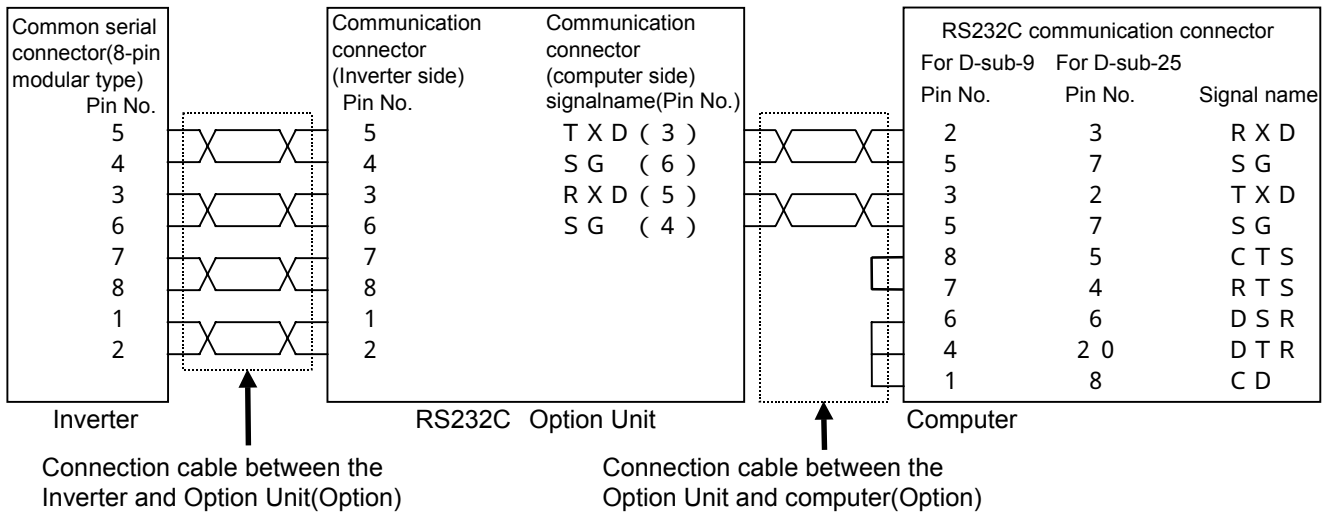 Common serial
connector(8-pin
modular type)
Pin No.
5
4
3
6
7
8
1
2
Inverter
Communication
connector
(Inverter side)
Pin No.
5
4
3
6
7
8
1
2
Communication
connector
(computer side)
signalname(Pin No.)
TXD(3)
SG (6)
RXD(5)
SG (4)
RS232C Option Unit
RS232C communication connector
For D-sub-9 For D-sub-25
Pin No. Pin No. Signal name
2 3 RXD
5 7 SG
3 2 TXD
5 7 SG
8 5 CTS
7 4 RTS
6 6 DSR
4 20 DTR
1 8 CD
Computer
Connection cable between the
Inverter and Option Unit(Option)
Connection cable between the
Option Unit and computer(Option)